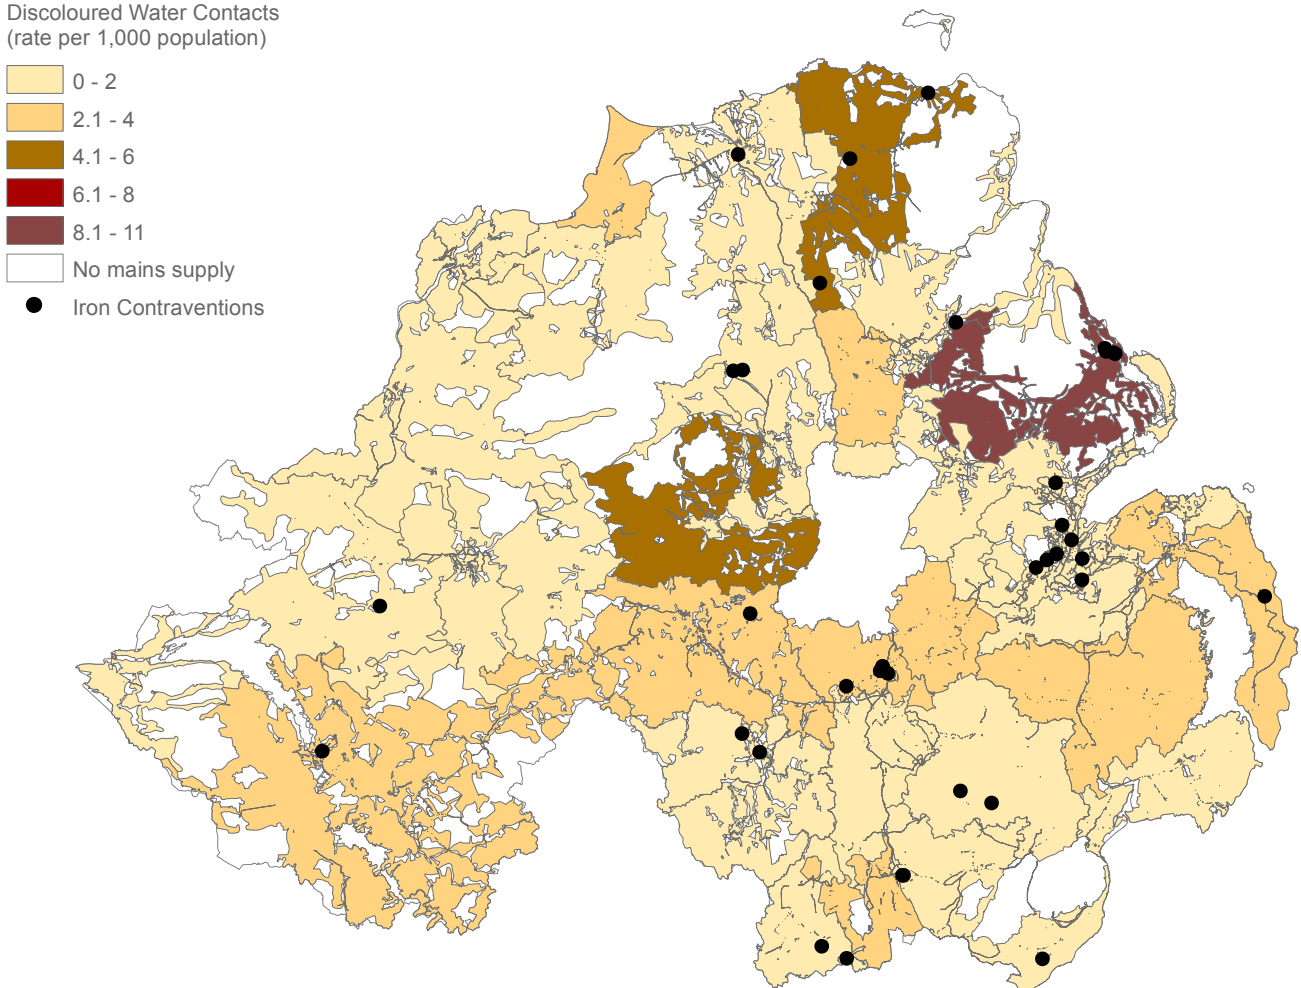 Discoloured Water Contacts
(rate per 1,000 population)
0 - 2
2.1 - 4
4.1 - 6
6.1 - 8
8.1 - 11
No mains supply
Iron Contraventions